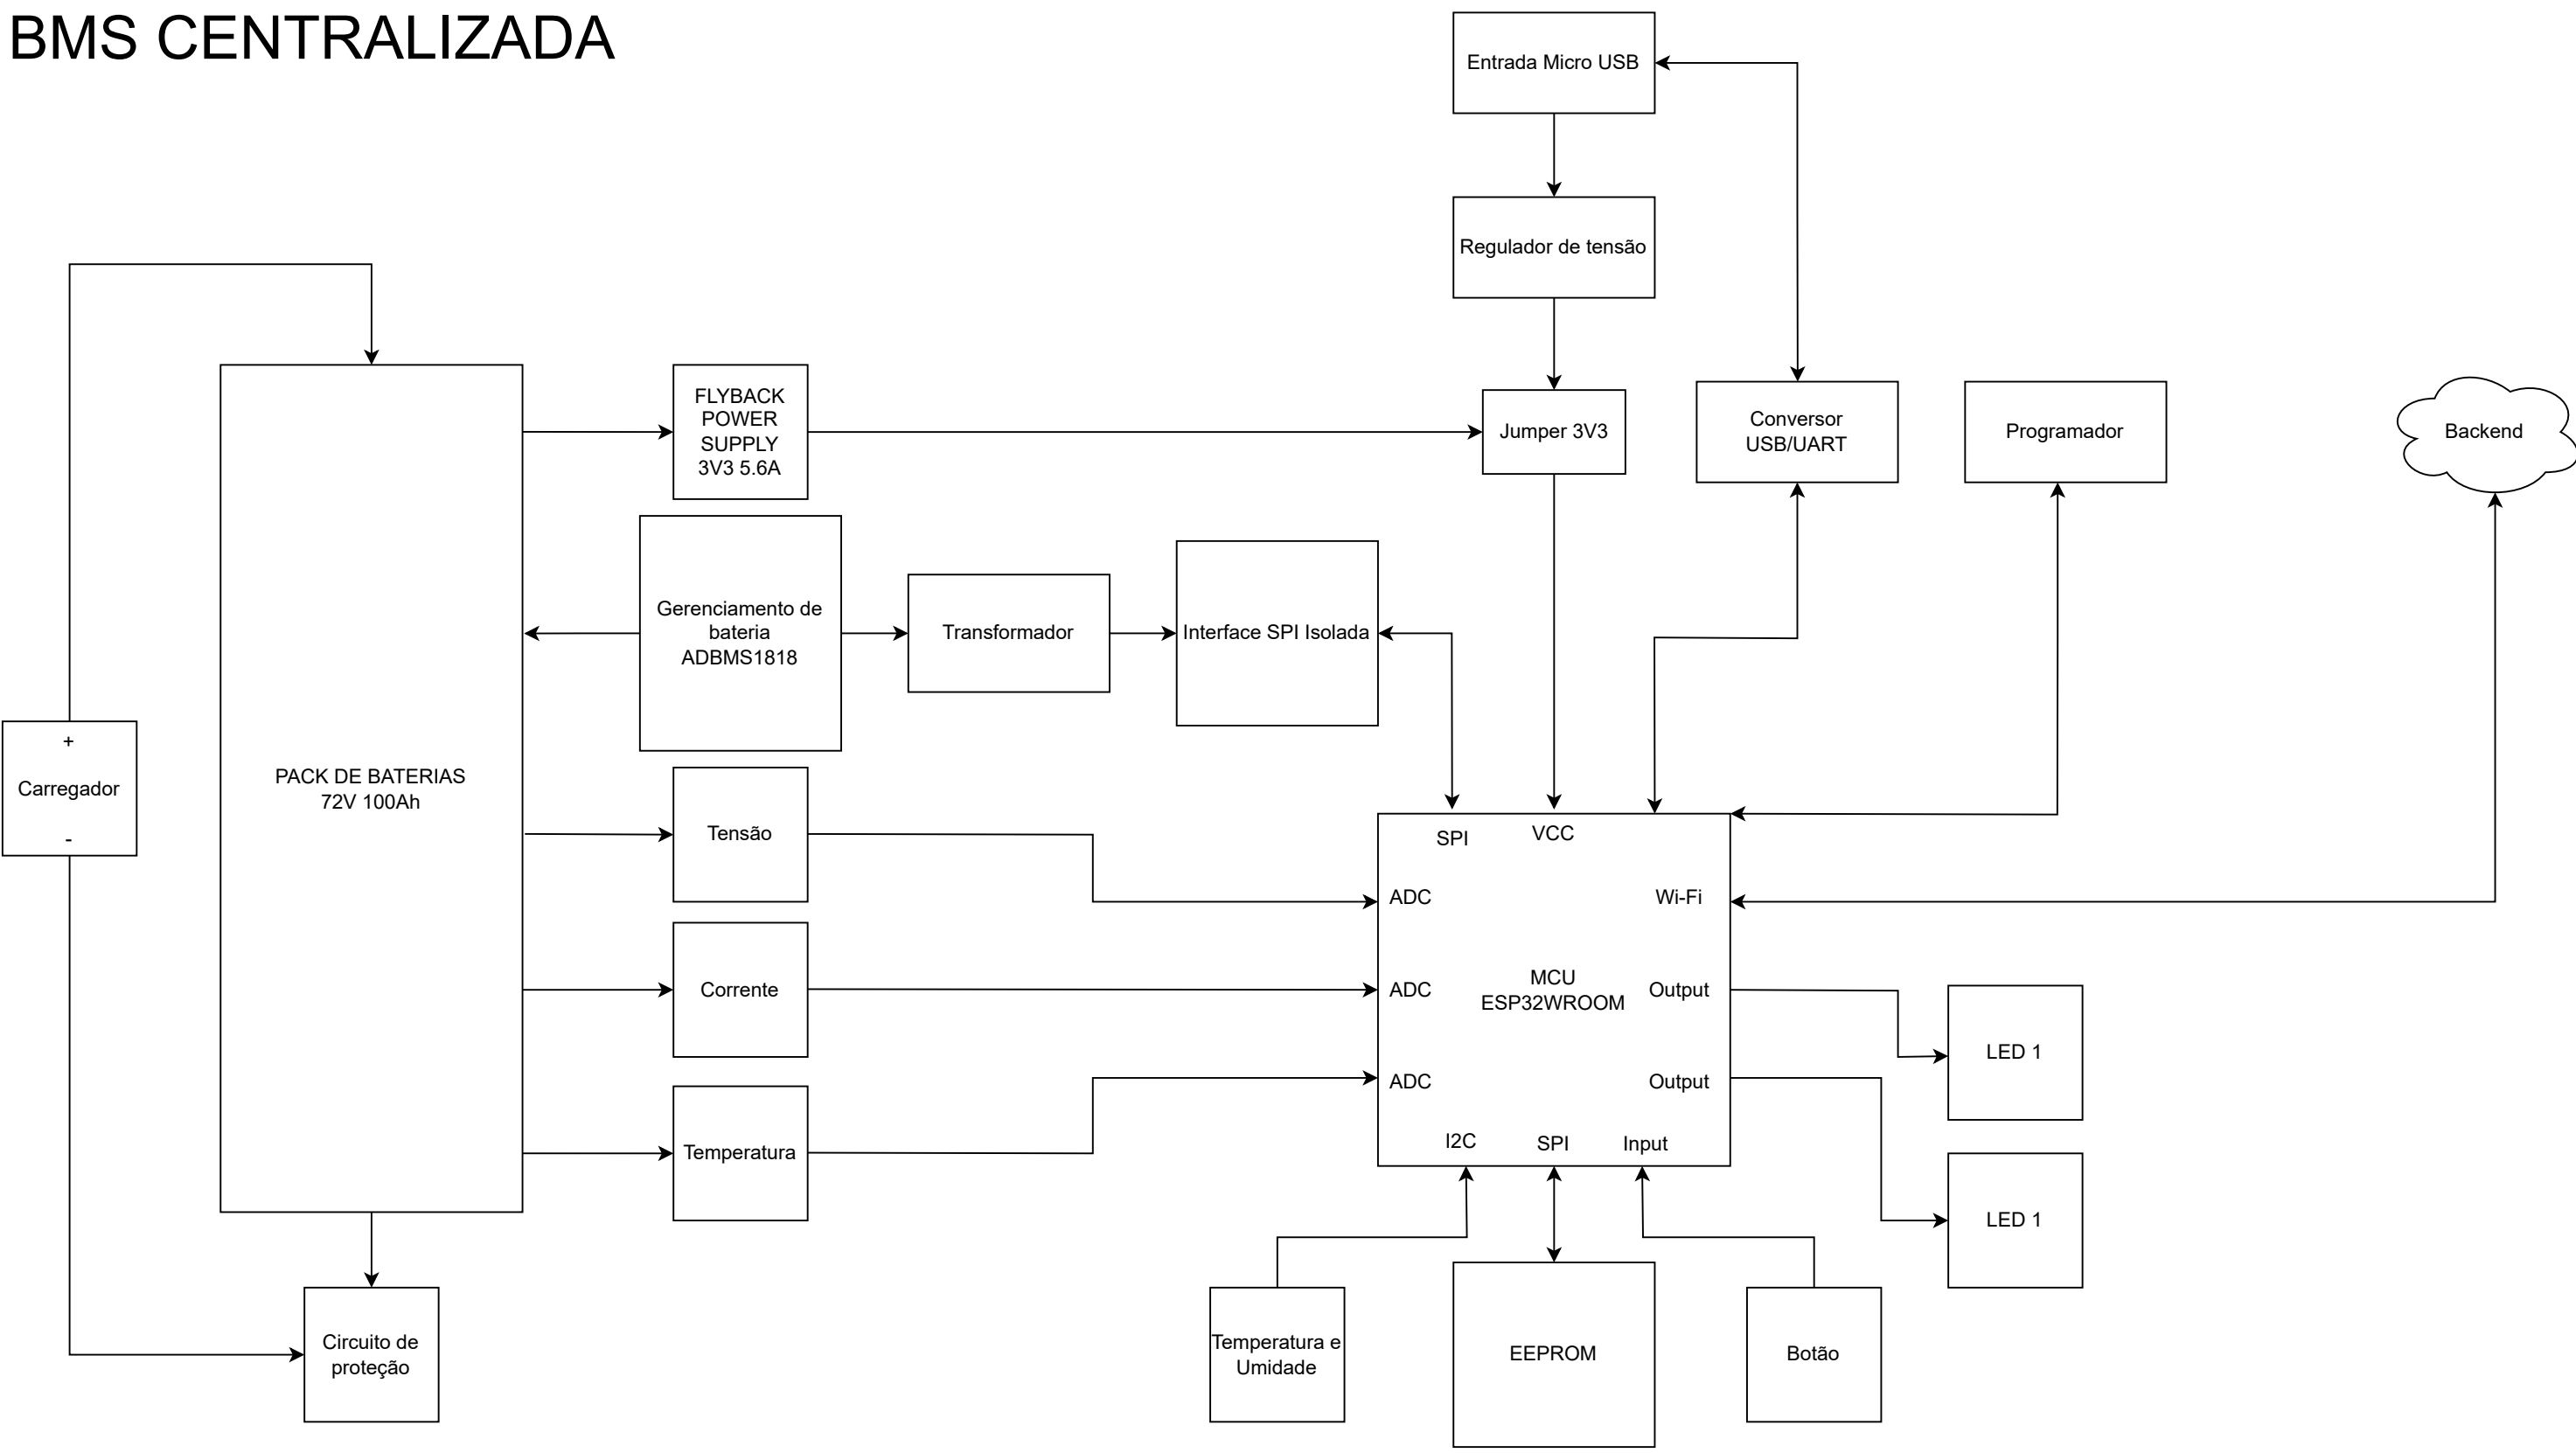 BMS CENTRALIZADA
Entrada Micro USB
Regulador de tensão
FLYBACK
POWER
SUPPLY
3V3 5.6A
Jumper 3V3
Conversor
USB/UART
Programador
Backend
Gerenciamento de
bateria
ADBMS1818
Transformador
Interface SPI Isolada
+
Carregador
-
PACK DE BATERIAS
72V 100Ah
Tensão
Corrente
Temperatura
SPI
VCC
ADC
Wi-Fi
ADC
MCU
ESP32WROOM
Output
ADC
Output
I2C
SPI
Input
LED 1
LED 1
Circuito de
proteção
Temperatura e
Umidade
EEPROM
Botão